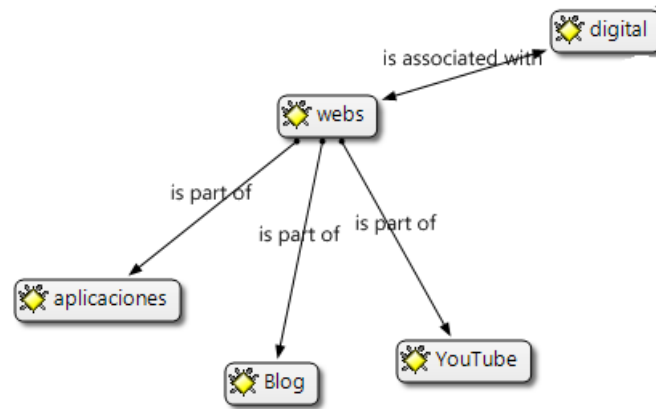 digital
is associated with
webs
is part of
is part of
is part of
aplicaciones
YouTube
Blog